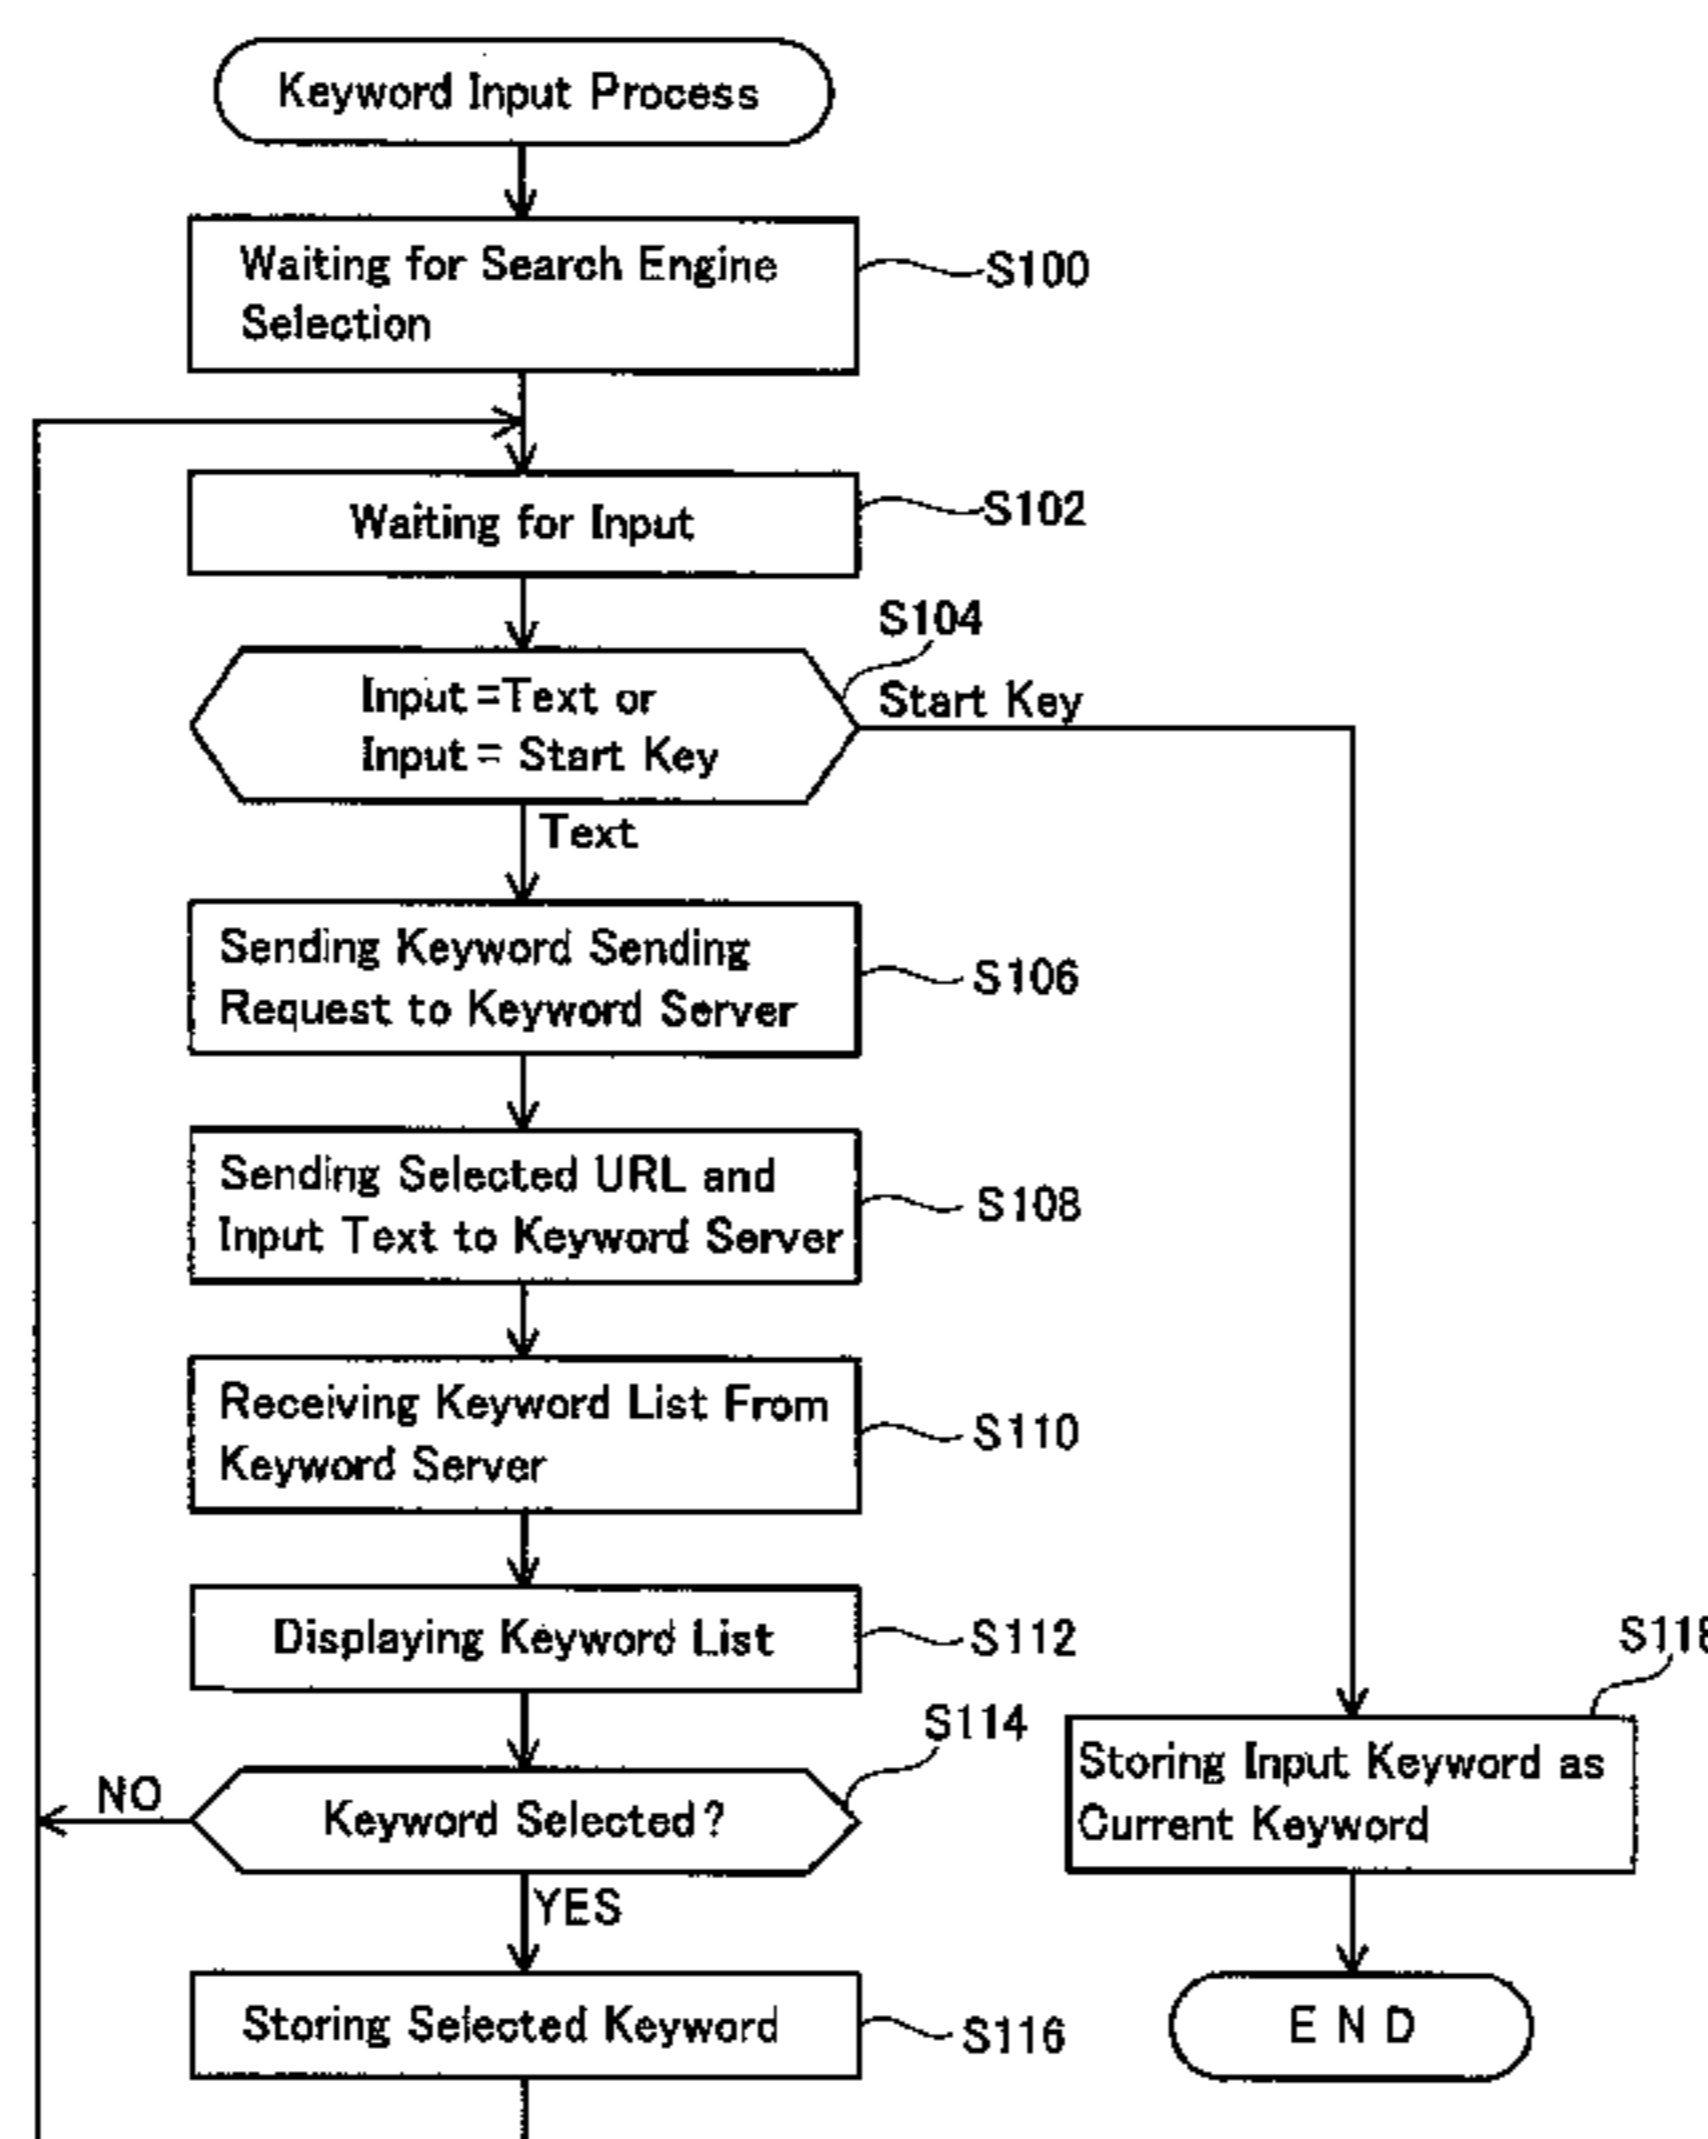 Keyword Input Process
Waiting for Search Engine
Selection
S100
Waiting for Input
S102
S104
Input =Text or
Input = Start Key
Start Key
Text
Sending Keyword Sending
Request to Keyword Server
S106
Sending Selected URL and
Input Text to Keyword Server
S108
Receiving Keyword List From
Keyword Server
S110
Displaying Keyword List
S112
S118
S114
NO
Keyword Selected?
Storing Input Keyword as
Current Keyword
YES
Storing Selected Keyword
S116
E N D